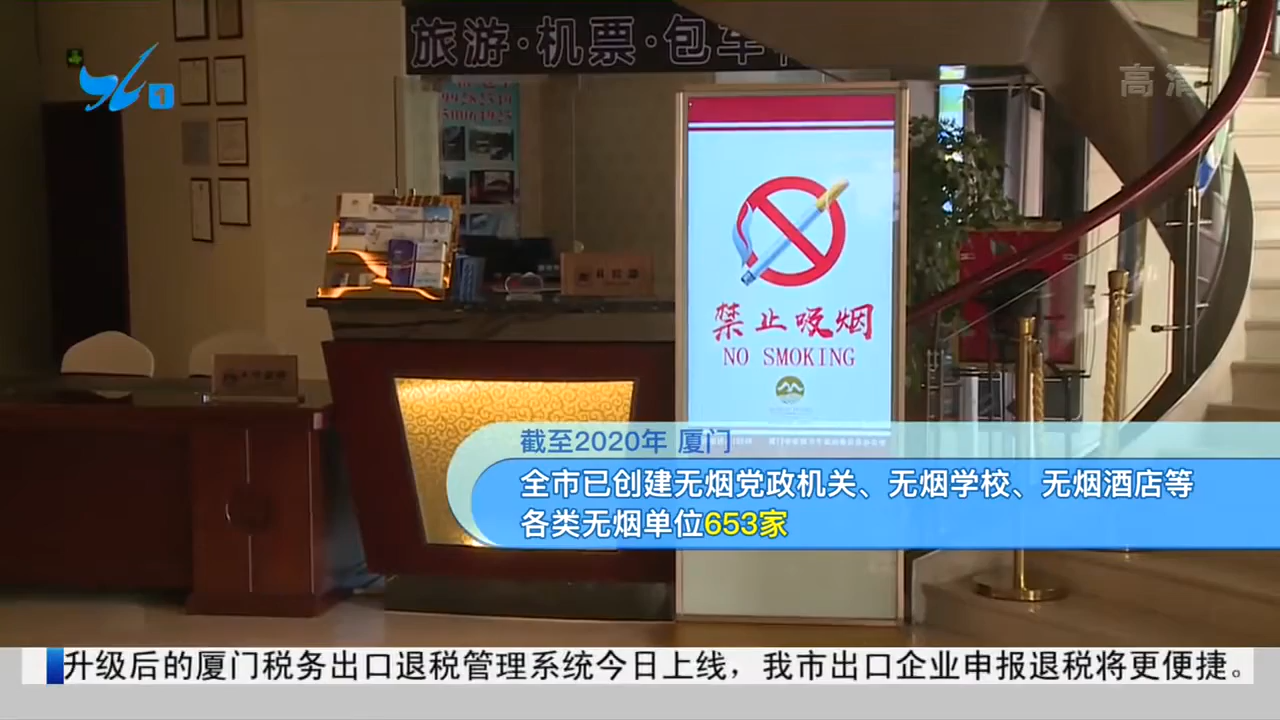 旅游·机票·包车
高清
1
99282519
禁止吸烟
NO SMOKING
截至2020年 厦门
全市已创建无烟党政机关、无烟学校、无烟酒店等
各类无烟单位653家
升级后的厦门税务出口退税管理系统今日上线，我市出口企业申报退税将更便捷。